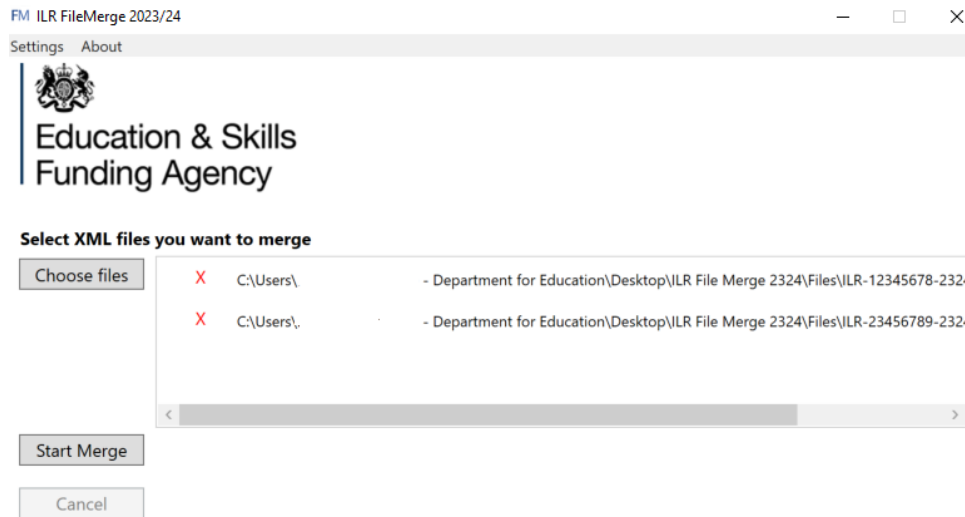 FM ILR FileMerge 2023/24
Settings About
Education & Skills
Funding Agency
Select XML files you want to merge
Choose files
X C:\Users\ - Department for Education\Desktop\ILR File Merge 2324\Files\ILR-12345678-232
X C:\Users\. - Department for Education\Desktop\ILR File Merge 2324\Files\ILR-23456789-232
Start Merge
Cancel